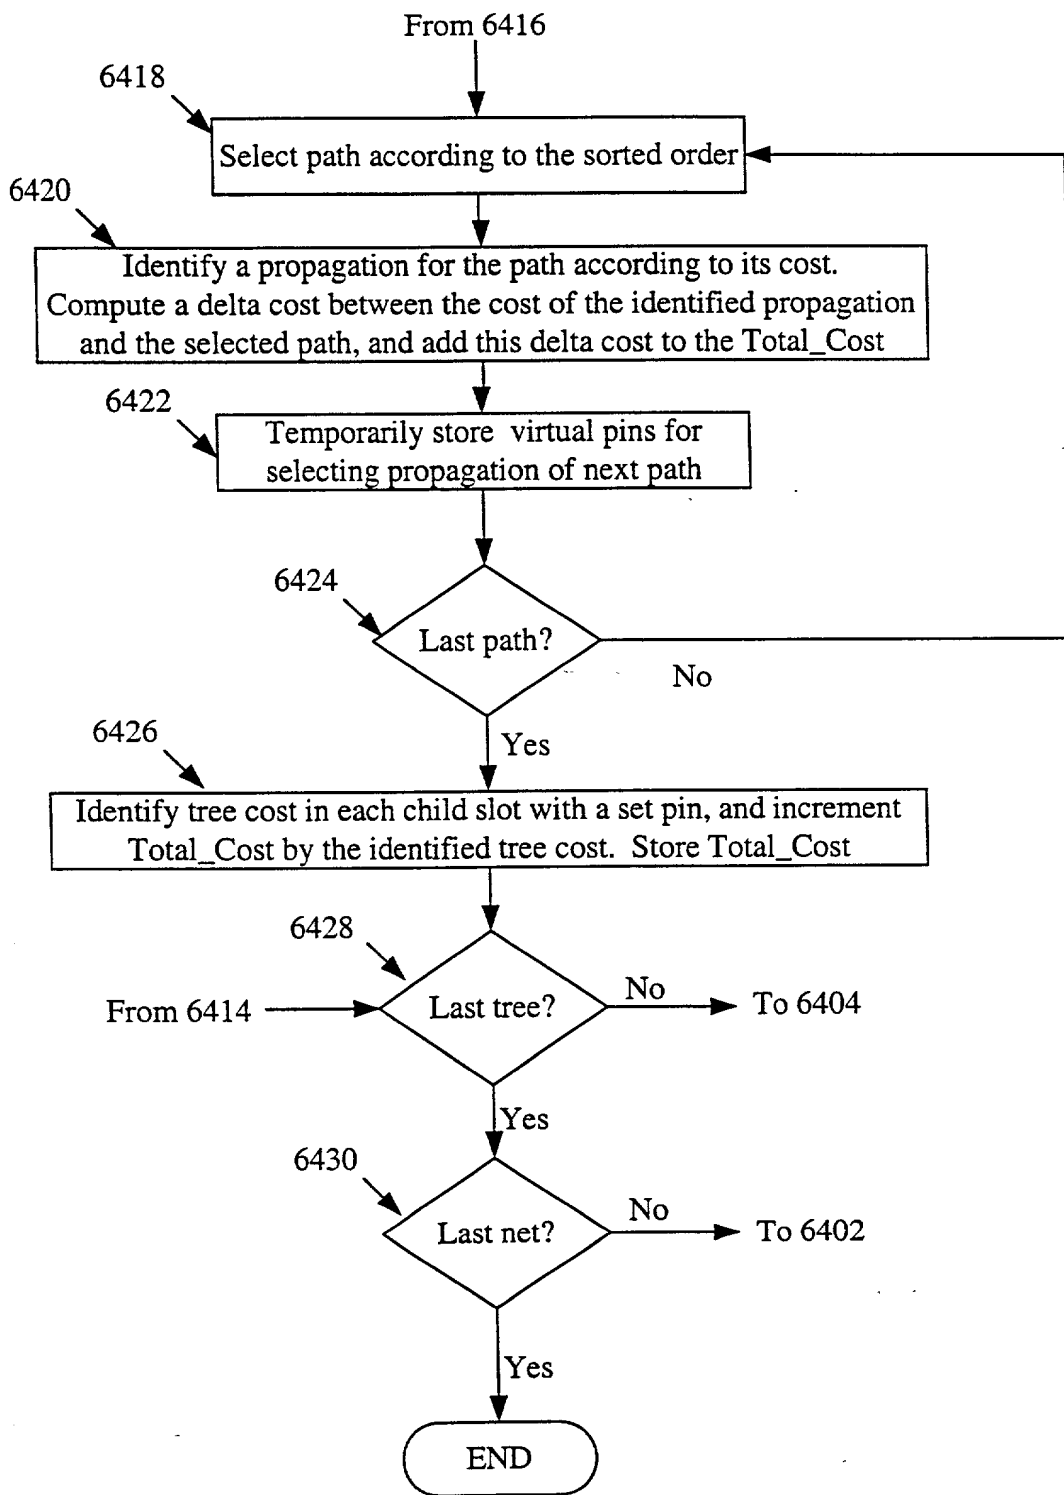 From 6416
6418
Select path according to the sorted order
6420
Identify a propagation for the path according to its cost.
Compute a delta cost between the cost of the identified propagation
and the selected path, and add this delta cost to the Total_Cost
6422
Temporarily store virtual pins for
selecting propagation of next path
6424
Last path?
No
Yes
6426
Identify tree cost in each child slot with a set pin, and increment
Total_Cost by the identified tree cost. Store Total_Cost
6428
From 6414
Last tree?
No
To 6404
Yes
6430
Last net?
No
To 6402
Yes
END